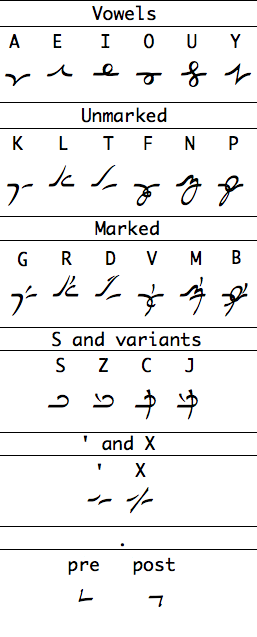 Vowels
A E I O U Y
Unmarked
K L T F N P
Marked
G R D V M B
S and variants
S Z C J
' and X
' X
.
pre post